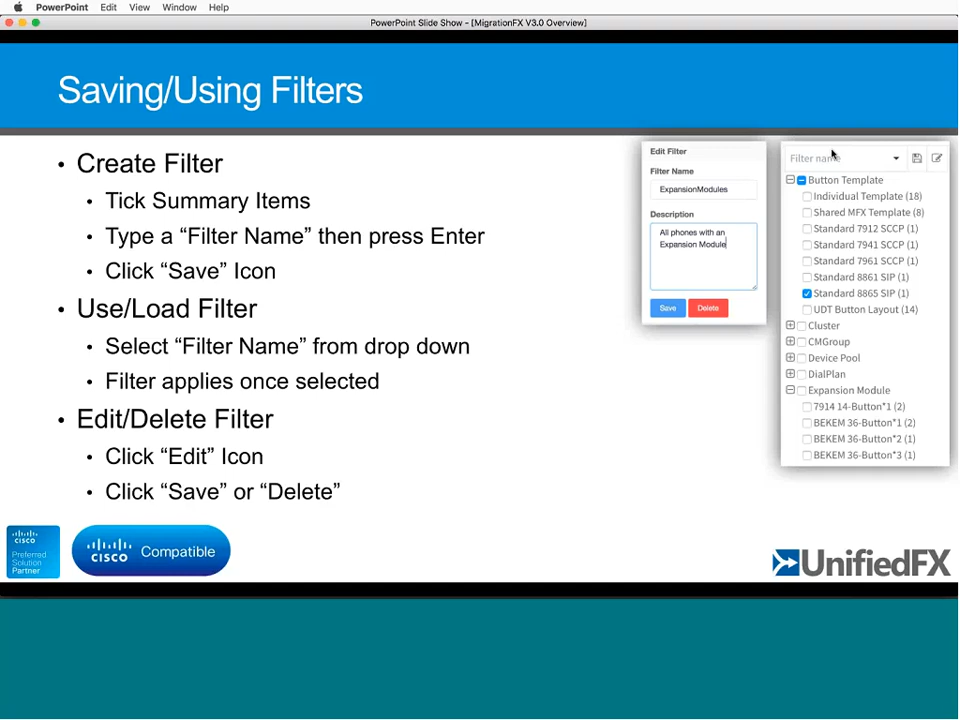 PowerPoint Edit View Window Help
PowerPoint Slide Show - [MigrationFX V3.0 Overview]
Saving/Using Filters
• Create Filter
• Tick Summary Items
• Type a “Filter Name” then press Enter
• Click “Save” Icon
• Use/Load Filter
• Select “Filter Name” from drop down
• Filter applies once selected
• Edit/Delete Filter
• Click “Edit” Icon
• Click “Save” or “Delete”
Edit Filter
Filter Name
ExpansionModules
Description
All phones with an
Expansion Module
Save Delete
Filter name
Button Template
Individual Template (18)
Shared MFX Template (8)
Standard 7912 SCCP (1)
Standard 7941 SCCP (1)
Standard 7961 SCCP (1)
Standard 8861 SIP (1)
Standard 8865 SIP (1)
UDT Button Layout (14)
Cluster
CMGroup
Device Pool
DialPlan
Expansion Module
7914 14-Button*1 (2)
BEKEM 36-Button*1 (2)
BEKEM 36-Button*2 (1)
BEKEM 36-Button*3 (1)
CISCO
Preferred
Solution
Partner
CISCO Compatible
UnifiedFX